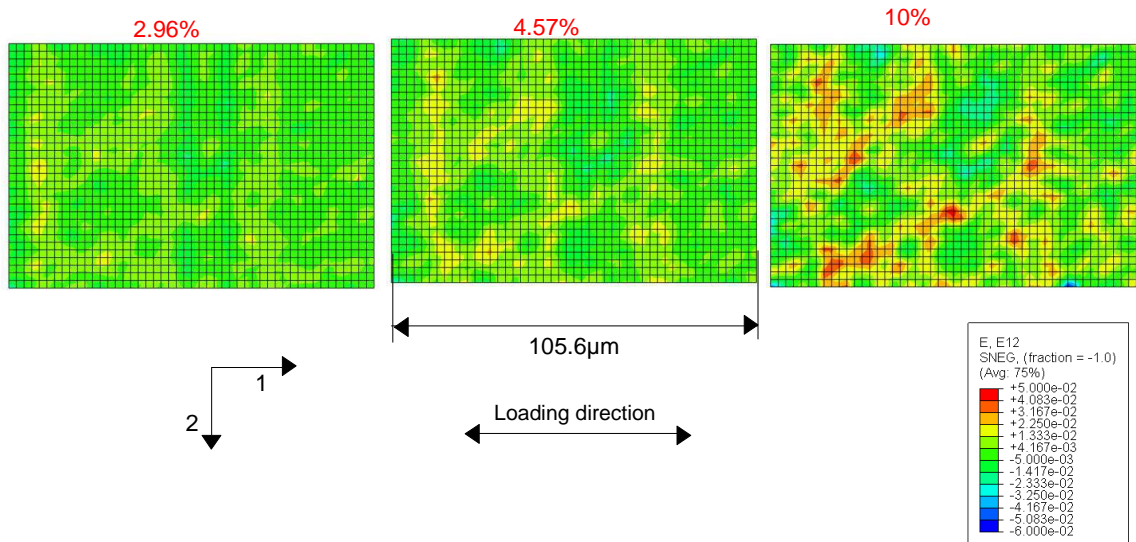 2.96%
4.57%
10%
105.6µm
1
2
Loading direction
E, E12
SNEG, (fraction = -1.0)
(Avg: 75%)
+5.000e-02
+4.083e-02
+3.167e-02
+2.250e-02
+1.333e-02
+4.167e-03
-5.000e-03
-1.417e-02
-2.333e-02
-3.250e-02
-4.167e-02
-5.083e-02
-6.000e-02